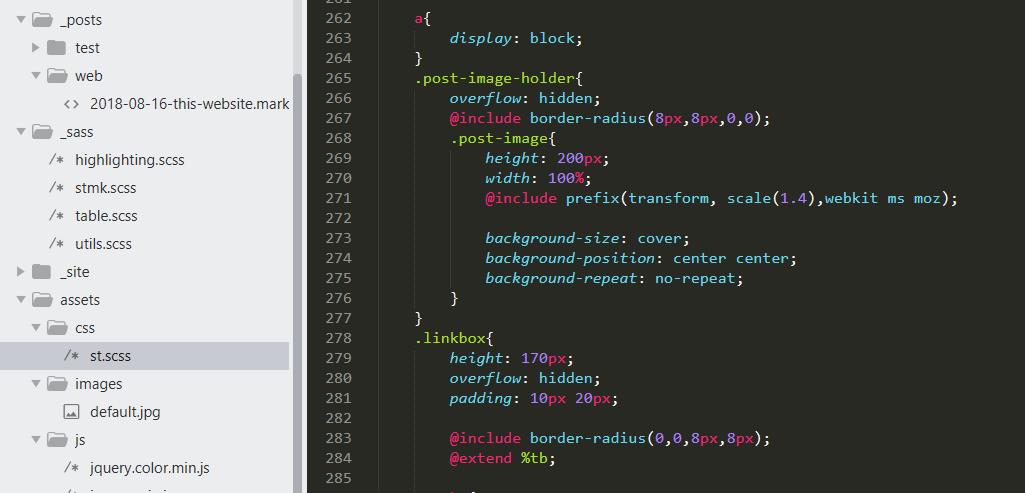 _posts
test
web
2018-08-16-this-website.mark
_sass
/* highlighting.scss
/* stmk.scss
/* table.scss
/* utils.scss
_site
assets
css
/* st.scss
images
default.jpg
js
/* jquery.color.min.js
262 a{
263 display: block;
264 }
265 .post-image-holder{
266 overflow: hidden;
267 @include border-radius(8px,8px,0,0);
268 .post-image{
269 height: 200px;
270 width: 100%;
271 @include prefix(transform, scale(1.4),webkit ms moz);
272
273 background-size: cover;
274 background-position: center center;
275 background-repeat: no-repeat;
276 }
277 }
278 .linkbox{
279 height: 170px;
280 overflow: hidden;
281 padding: 10px 20px;
282
283 @include border-radius(0,0,8px,8px);
284 @extend %tb;
285